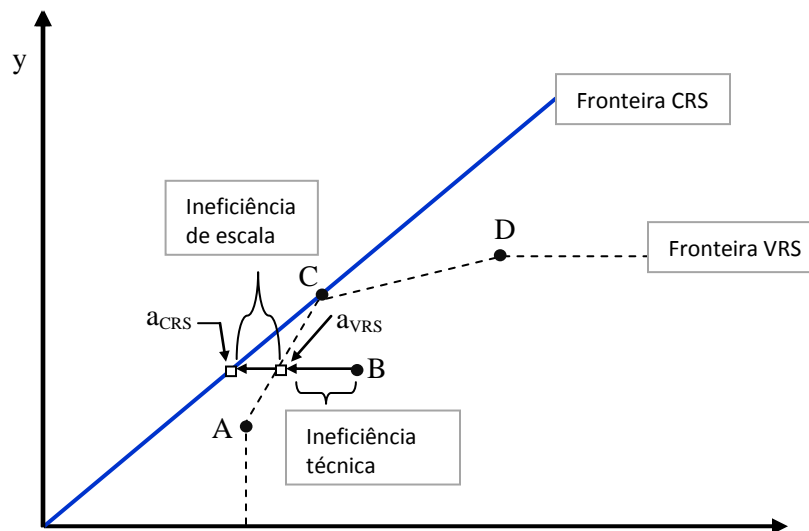 y
Fronteira CRS
Ineficiência
de escala
D
Fronteira VRS
C
aCRS
aVRS
B
A
Ineficiência
técnica